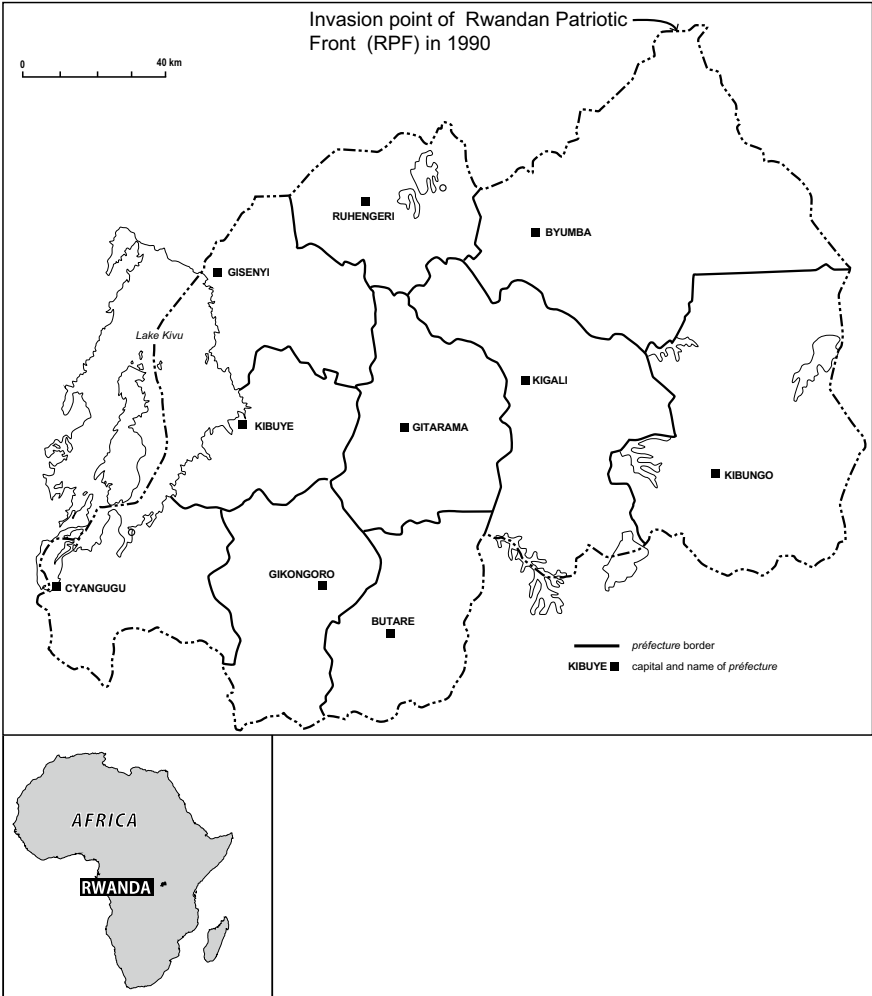 Invasion point of Rwandan Patriotic
Front (RPF) in 1990
0 40 km
RUHENGERI
BYUMBA
GISENYI
Lake Kivu
KIGALI
KIBUYE
GITARAMA
KIBUNGO
GIKONGORO
CYANGUGU
BUTARE
préfecture border
KIBUYE capital and name of préfecture
AFRICA
RWANDA